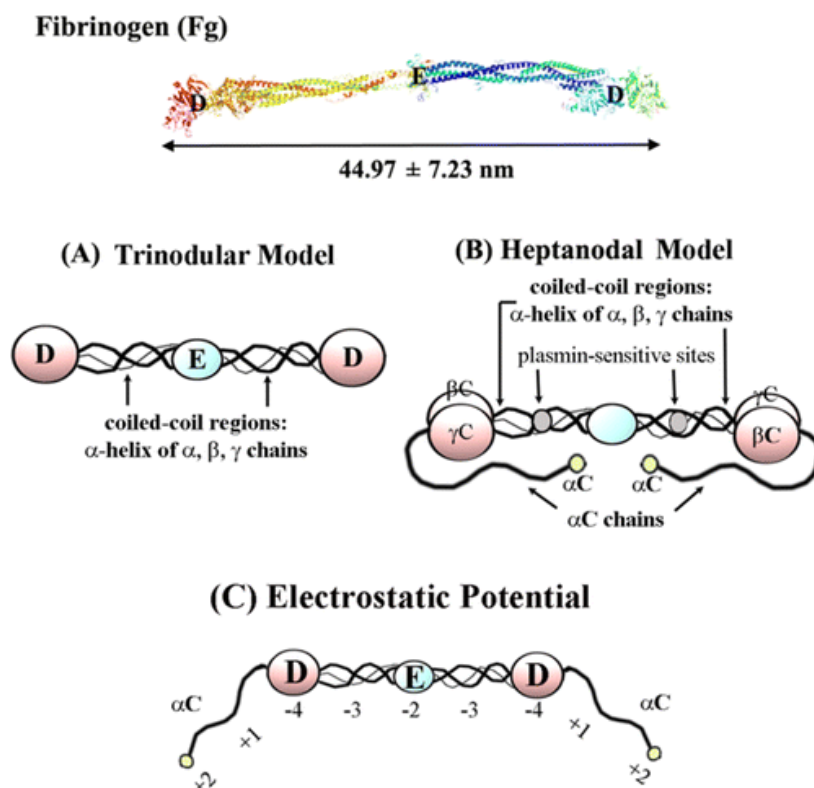 Fibrinogen (Fg)
D E D
44.97 ± 7.23 nm
(A) Trinodular Model
D E D
coiled-coil regions:
α-helix of α, β, γ chains
(B) Heptanodal Model
coiled-coil regions:
α-helix of α, β, γ chains
plasmin-sensitive sites
βC γC
γC βC
αC αC
αC chains
(C) Electrostatic Potential
D E D
αC αC
+2 +1 -4 -3 -2 -3 -4 +1 +2